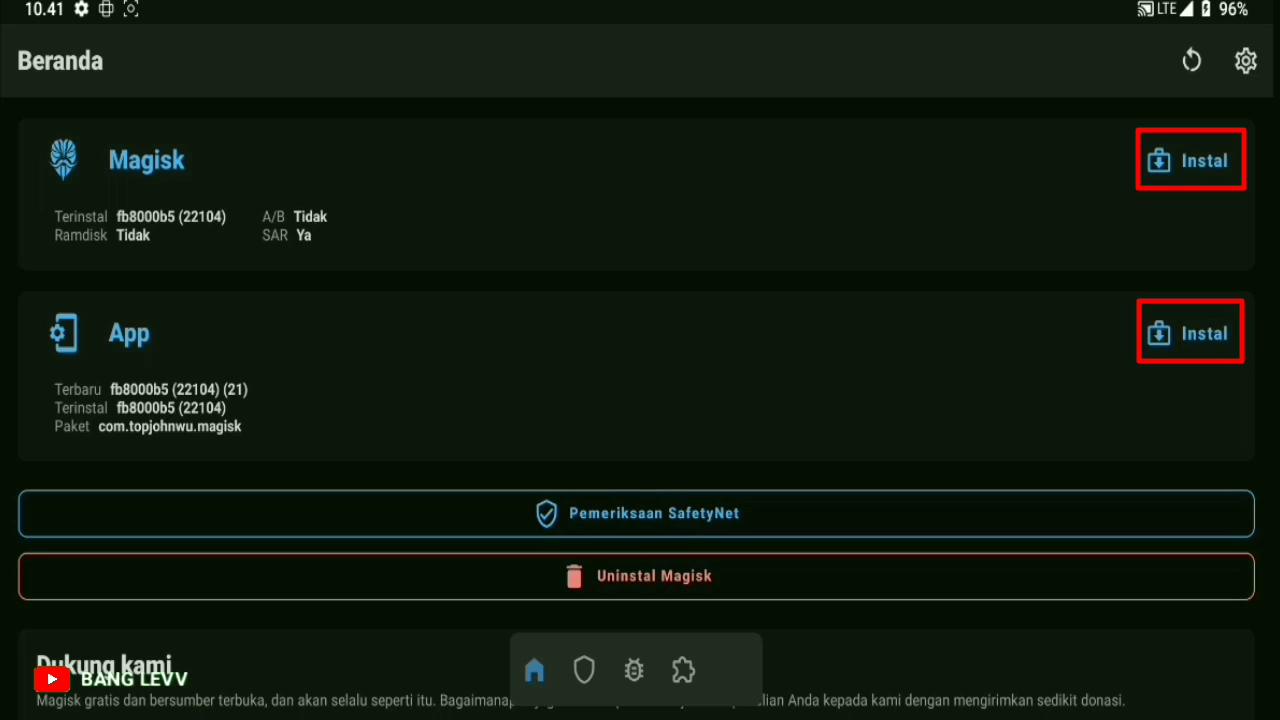 10.41 LTE 96%
Beranda
Magisk Instal
Terinstal fb8000b5 (22104) A/B Tidak
Ramdisk Tidak SAR Ya
App Instal
Terbaru fb8000b5 (22104) (21)
Terinstal fb8000b5 (22104)
Paket com.topjohnwu.magisk
Pemeriksaan SafetyNet
Uninstal Magisk
Dukung kami
BANG LEVV
Magisk gratis dan bersumber terbuka, dan akan selalu seperti itu. Anda kepada kami dengan mengirimkan sedikit donasi.